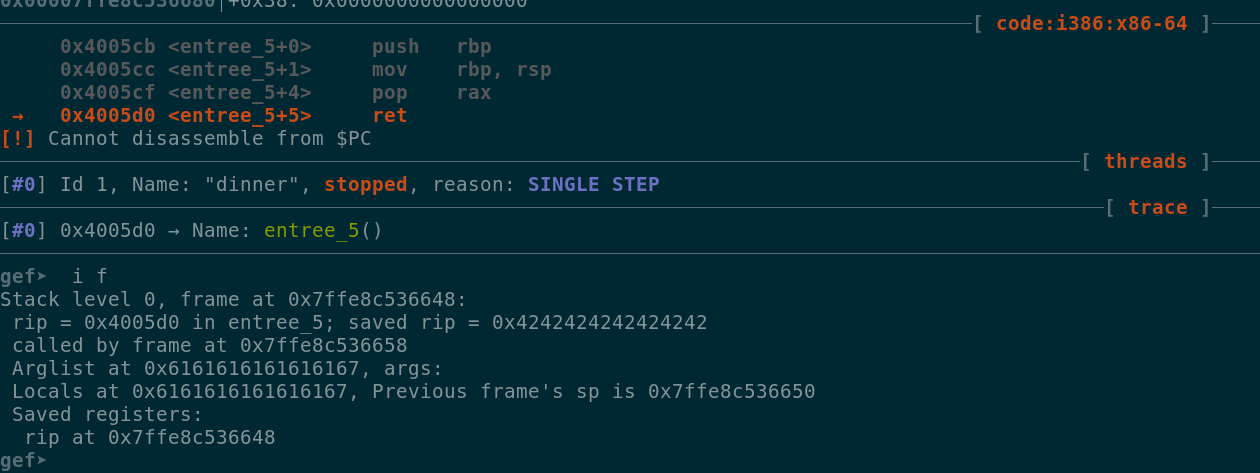 0x00007ffe8c536680│+0x38: 0x0000000000000000
[ code:i386:x86-64 ]
0x4005cb <entree_5+0> push rbp
0x4005cc <entree_5+1> mov rbp, rsp
0x4005cf <entree_5+4> pop rax
→ 0x4005d0 <entree_5+5> ret
[!] Cannot disassemble from $PC
[ threads ]
[#0] Id 1, Name: "dinner", stopped, reason: SINGLE STEP
[ trace ]
[#0] 0x4005d0 → Name: entree_5()
gef➤ i f
Stack level 0, frame at 0x7ffe8c536648:
rip = 0x4005d0 in entree_5; saved rip = 0x4242424242424242
called by frame at 0x7ffe8c536658
Arglist at 0x6161616161616167, args:
Locals at 0x6161616161616167, Previous frame's sp is 0x7ffe8c536650
Saved registers:
rip at 0x7ffe8c536648
gef➤